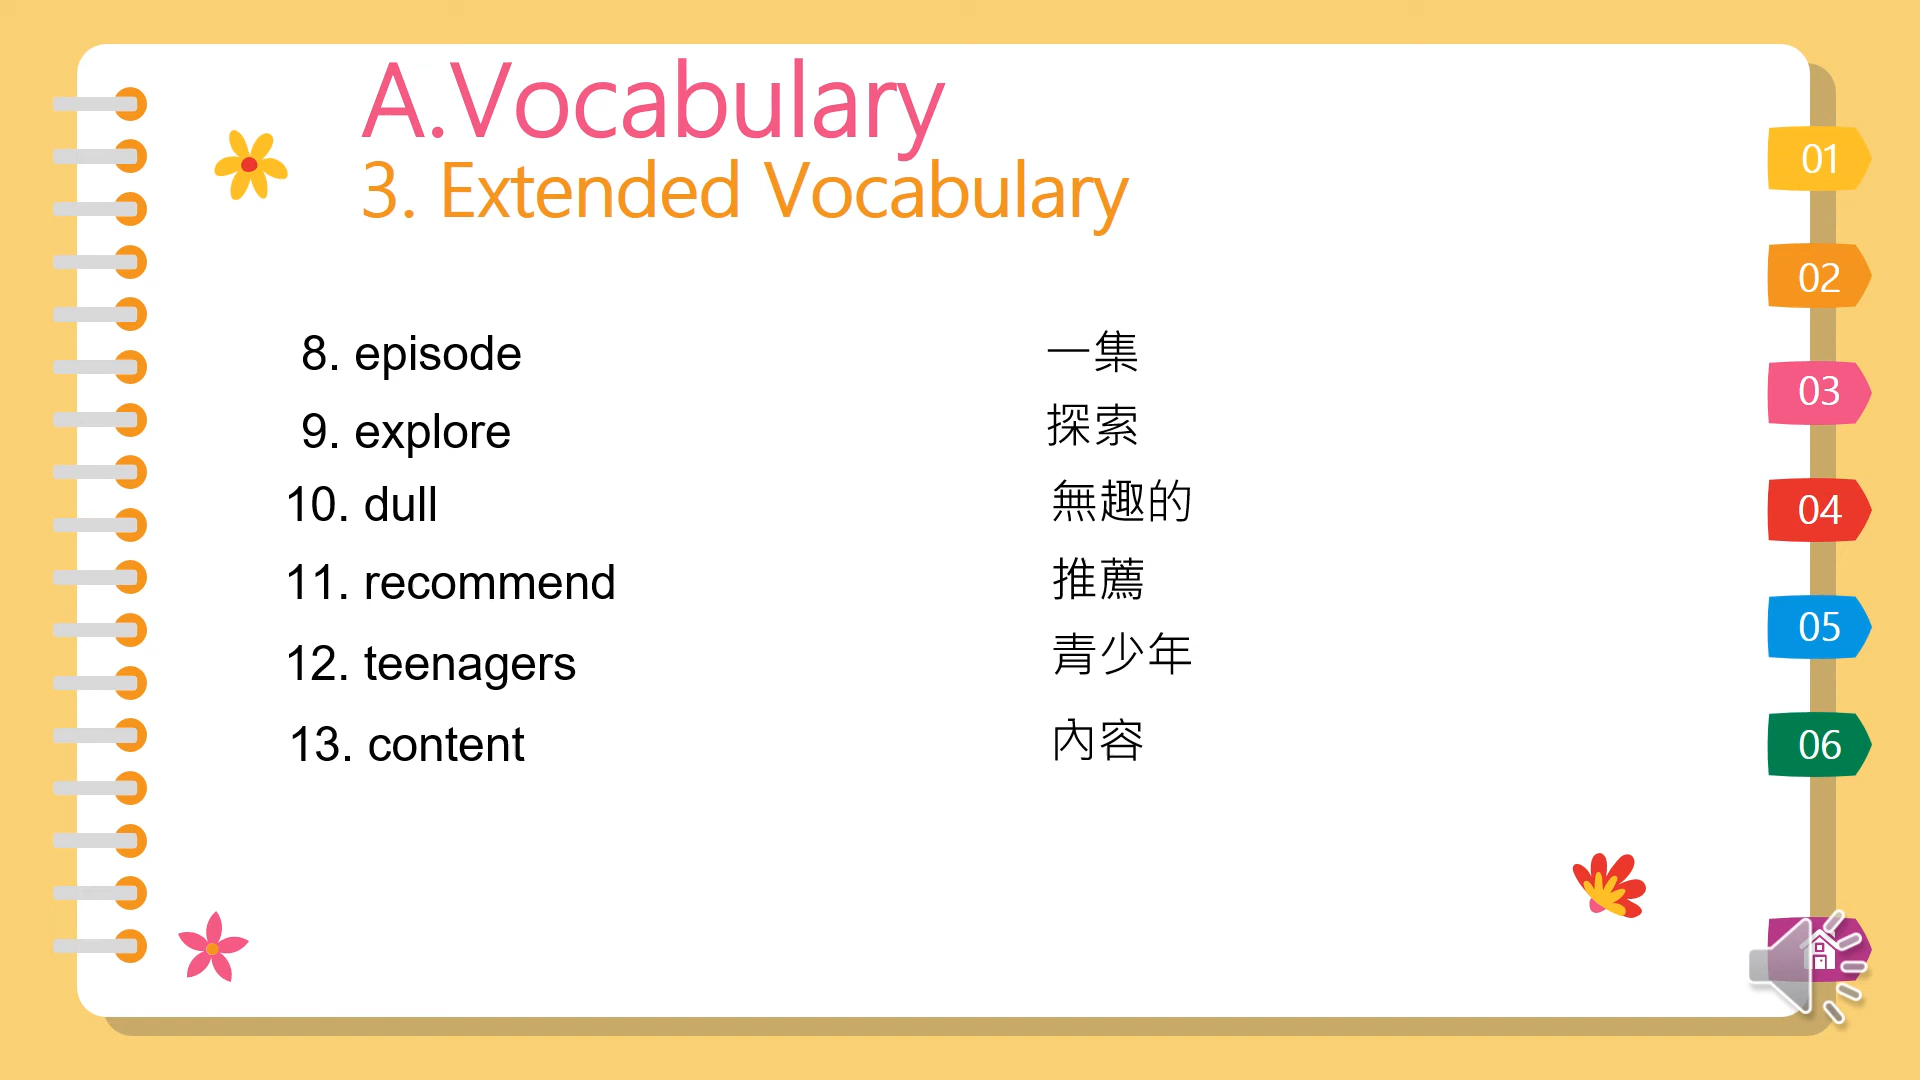 A.Vocabulary
3. Extended Vocabulary
8. episode 一集
9. explore 探索
10. dull 無趣的
11. recommend 推薦
12. teenagers 青少年
13. content 內容
01
02
03
04
05
06